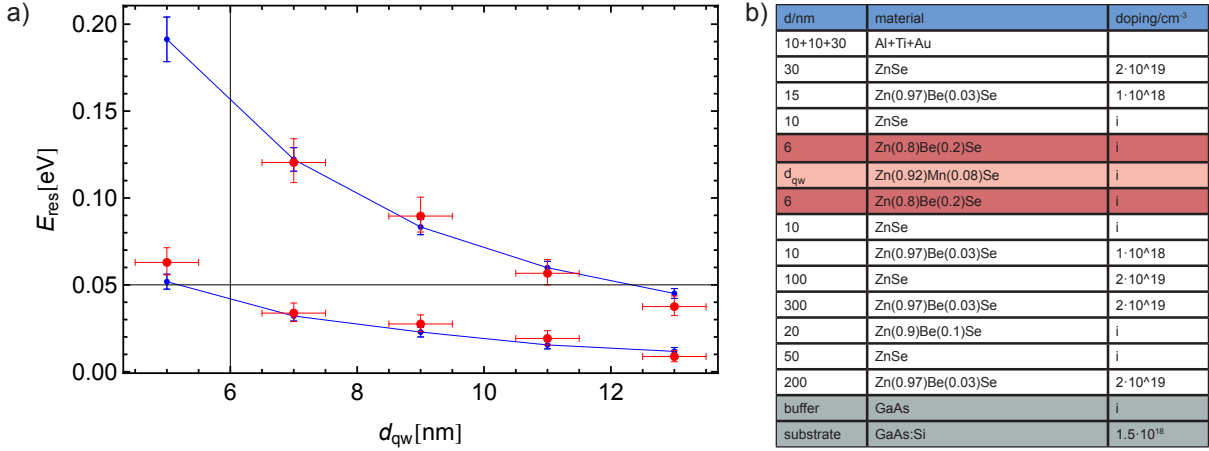 a)
0.20
0.15
0.10
0.05
0.00
E_res[eV]
6 8 10 12
d_qw[nm]
b)
d/nm material doping/cm⁻³
10+10+30 Al+Ti+Au
30 ZnSe 2·10^19
15 Zn(0.97)Be(0.03)Se 1·10^18
10 ZnSe i
6 Zn(0.8)Be(0.2)Se i
d_qw Zn(0.92)Mn(0.08)Se i
6 Zn(0.8)Be(0.2)Se i
10 ZnSe i
10 Zn(0.97)Be(0.03)Se 1·10^18
100 ZnSe 2·10^19
300 Zn(0.97)Be(0.03)Se 2·10^19
20 Zn(0.9)Be(0.1)Se i
50 ZnSe i
200 Zn(0.97)Be(0.03)Se 2·10^19
buffer GaAs i
substrate GaAs:Si 1.5·10¹⁸